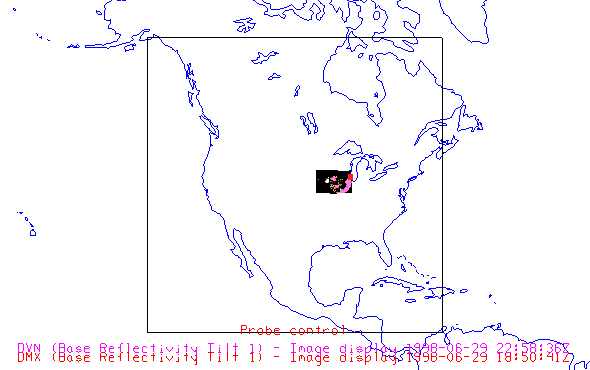 Probe control
DVN (Base Reflectivity Tilt 1) - Image display 1998-06-29 22:58:36Z
DMX (Base Reflectivity Tilt 1) - Image display 1998-06-29 18:50:41Z